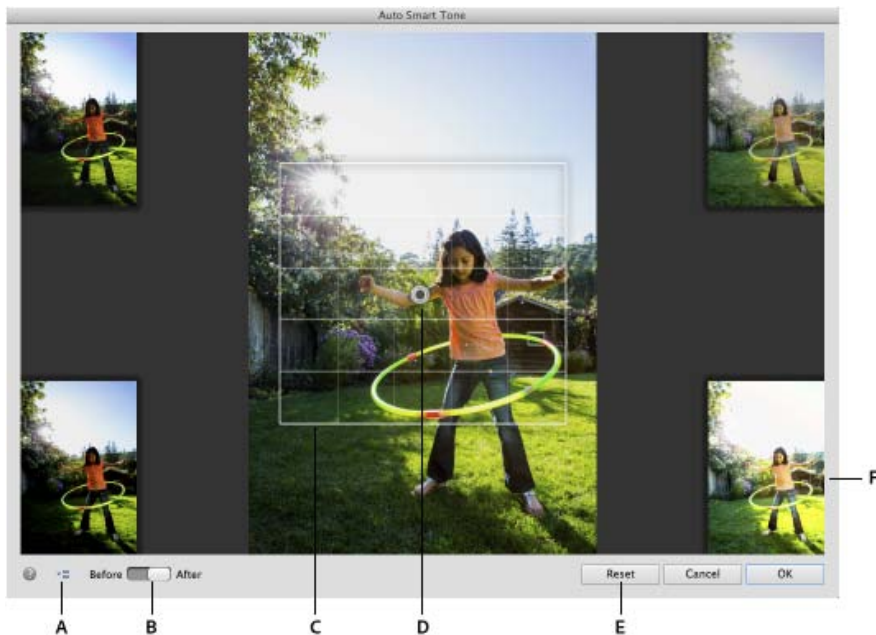 Auto Smart Tone
F
?
Before After
Reset Cancel OK
A B C D E